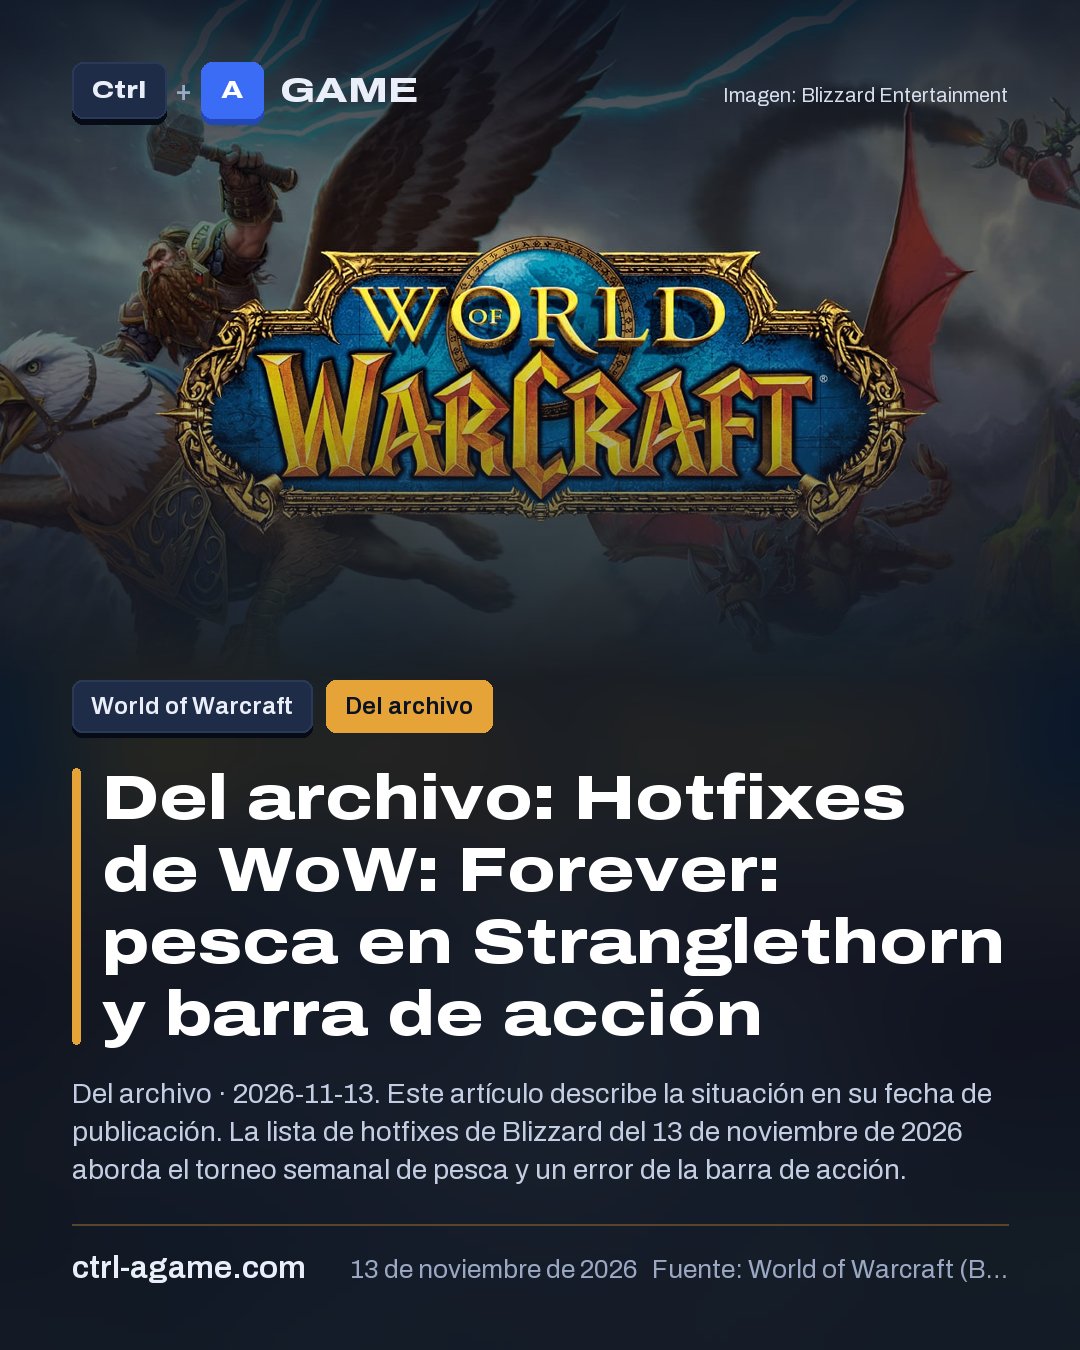 Ctrl + A GAME
Imagen: Blizzard Entertainment
WORLD
OF
WARCRAFT®
World of Warcraft
Del archivo
Del archivo: Hotfixes
de WoW: Forever:
pesca en Stranglethorn
y barra de acción
Del archivo · 2026-11-13. Este artículo describe la situación en su fecha de
publicación. La lista de hotfixes de Blizzard del 13 de noviembre de 2026
aborda el torneo semanal de pesca y un error de la barra de acción.
ctrl-agame.com
13 de noviembre de 2026 Fuente: World of Warcraft (B...